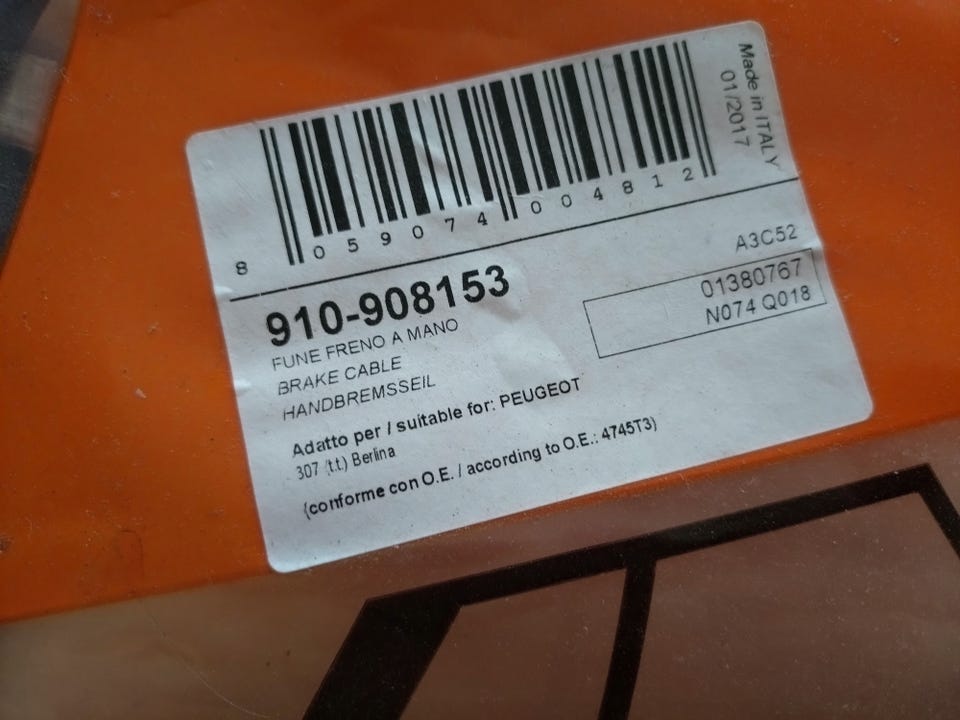 Made in ITALY
01/2017
8 059074 004812
A3C52
910-908153
01380767
N074 Q018
FUNE FRENO A MANO
BRAKE CABLE
HANDBREMSSEIL
Adatto per / suitable for: PEUGEOT
307 (t.t.) Berlina
(conforme con O.E. / according to O.E.: 4745T3)